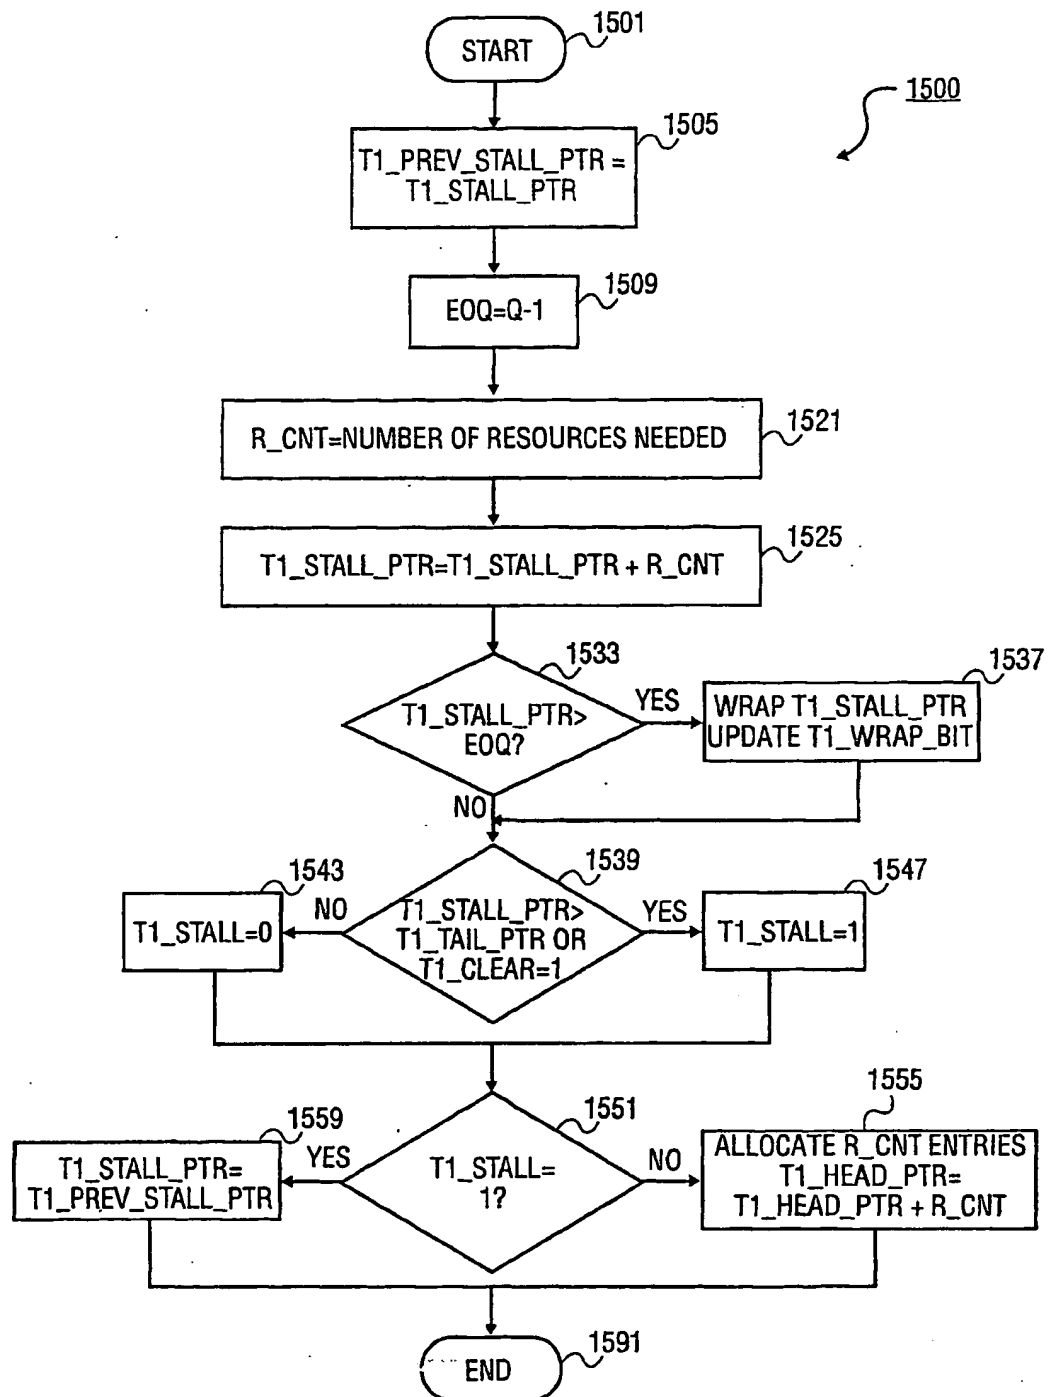 START
1501
1500
T1_PREV_STALL_PTR =
T1_STALL_PTR
1505
EOQ=Q-1
1509
R_CNT=NUMBER OF RESOURCES NEEDED
1521
T1_STALL_PTR=T1_STALL_PTR + R_CNT
1525
T1_STALL_PTR>
EOQ?
1533
YES
NO
WRAP T1_STALL_PTR
UPDATE T1_WRAP_BIT
1537
T1_STALL_PTR>
T1_TAIL_PTR OR
T1_CLEAR=1
1539
NO
YES
T1_STALL=0
1543
T1_STALL=1
1547
T1_STALL=
1?
1551
YES
NO
T1_STALL_PTR=
T1_PREV_STALL_PTR
1559
ALLOCATE R_CNT ENTRIES
T1_HEAD_PTR=
T1_HEAD_PTR + R_CNT
1555
END
1591